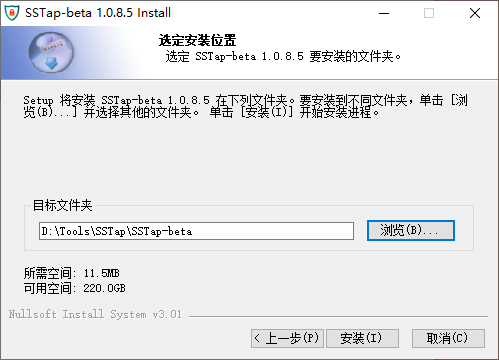 SSTap-beta 1.0.8.5 Install
选定安装位置
选定 SSTap-beta 1.0.8.5 要安装的文件夹。
Setup 将安装 SSTap-beta 1.0.8.5 在下列文件夹。要安装到不同文件夹，单击 [浏
览(B)...] 并选择其他的文件夹。 单击 [安装(I)] 开始安装进程。
目标文件夹
D:\Tools\SSTap\SSTap-beta
浏览(B)...
所需空间: 11.5MB
可用空间: 220.0GB
Nullsoft Install System v3.01
< 上一步(P)
安装(I)
取消(C)